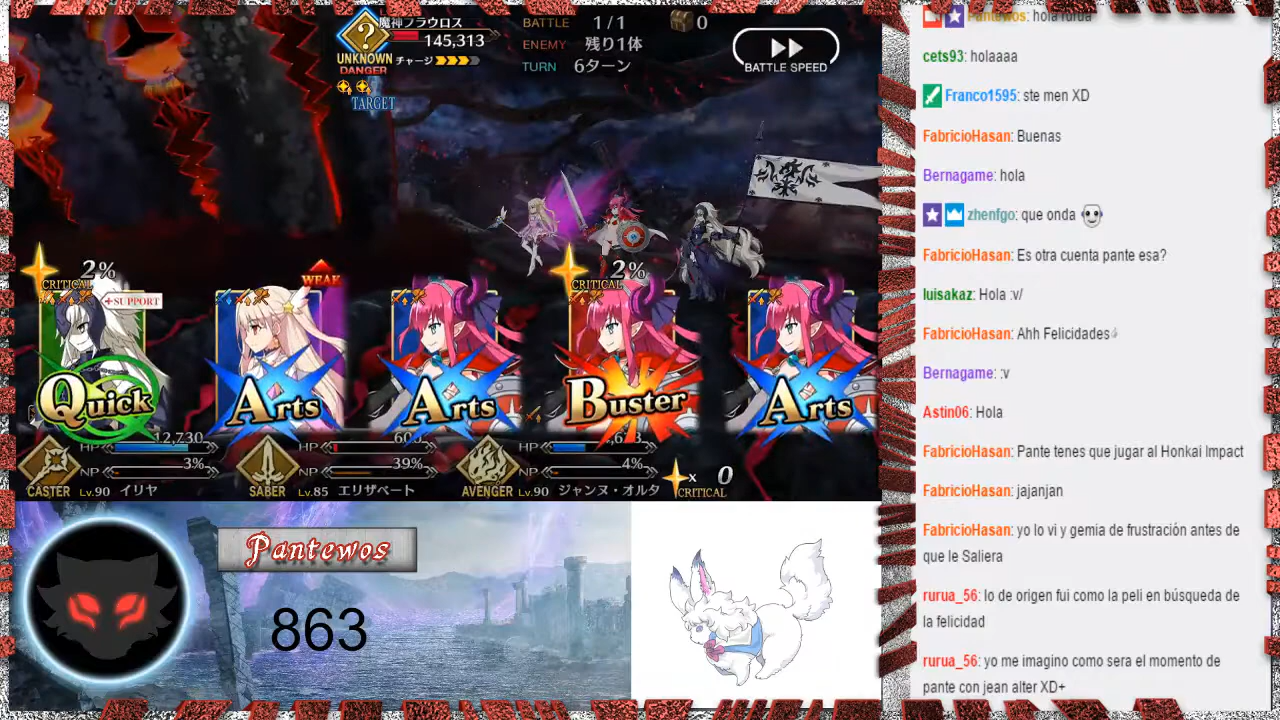 魔神フラウロス
145,313
UNKNOWN
DANGER
チャージ
TARGET
BATTLE 1/1
ENEMY 残り1体
TURN 6ターン
0
BATTLE SPEED
CRITICAL 2%
+SUPPORT
WEAK
CRITICAL 2%
Quick
Arts
Arts
Buster
Arts
HP 12,730
NP 3%
CASTER Lv.90 イリヤ
HP
NP 39%
SABER Lv.85 エリザベート
HP
NP 4%
AVENGER Lv.90 ジャンヌ・オルタ
x 0
CRITICAL
Pantewos
863
Pantewos: hola rurua
cets93: holaaaa
Franco1595: ste men XD
FabricioHasan: Buenas
Bernagame: hola
zhenfgo: que onda
FabricioHasan: Es otra cuenta pante esa?
luisakaz: Hola :v/
FabricioHasan: Ahh Felicidades
Bernagame: :v
Astin06: Hola
FabricioHasan: Pante tenes que jugar al Honkai Impact
FabricioHasan: jajanjan
FabricioHasan: yo lo vi y gemia de frustración antes de
que le Saliera
rurua_56: lo de origen fui como la peli en búsqueda de
la felicidad
rurua_56: yo me imagino como sera el momento de
pante con jean alter XD+